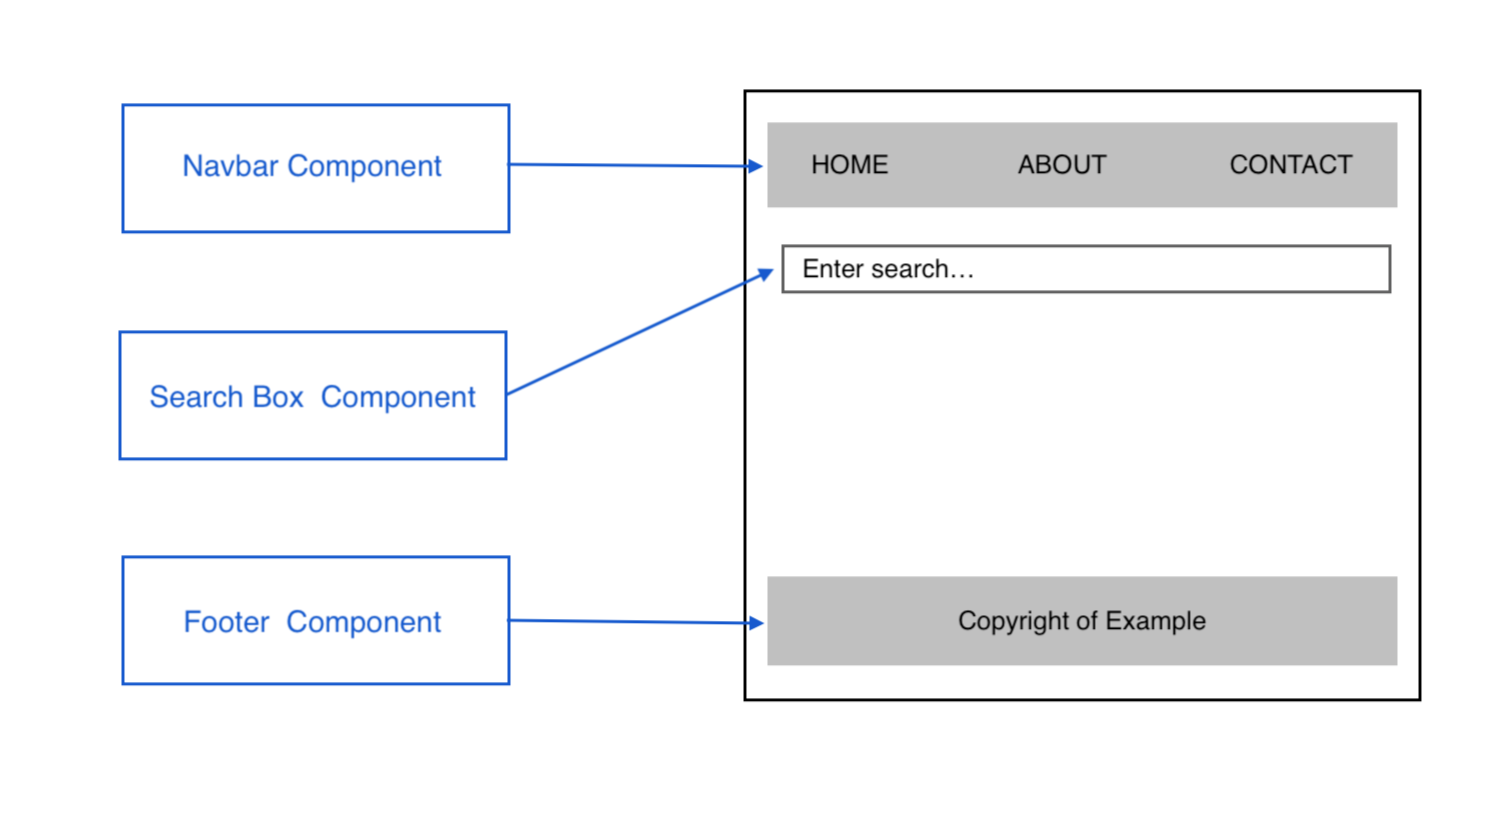 Navbar Component
HOME ABOUT CONTACT
Enter search...
Search Box Component
Footer Component
Copyright of Example